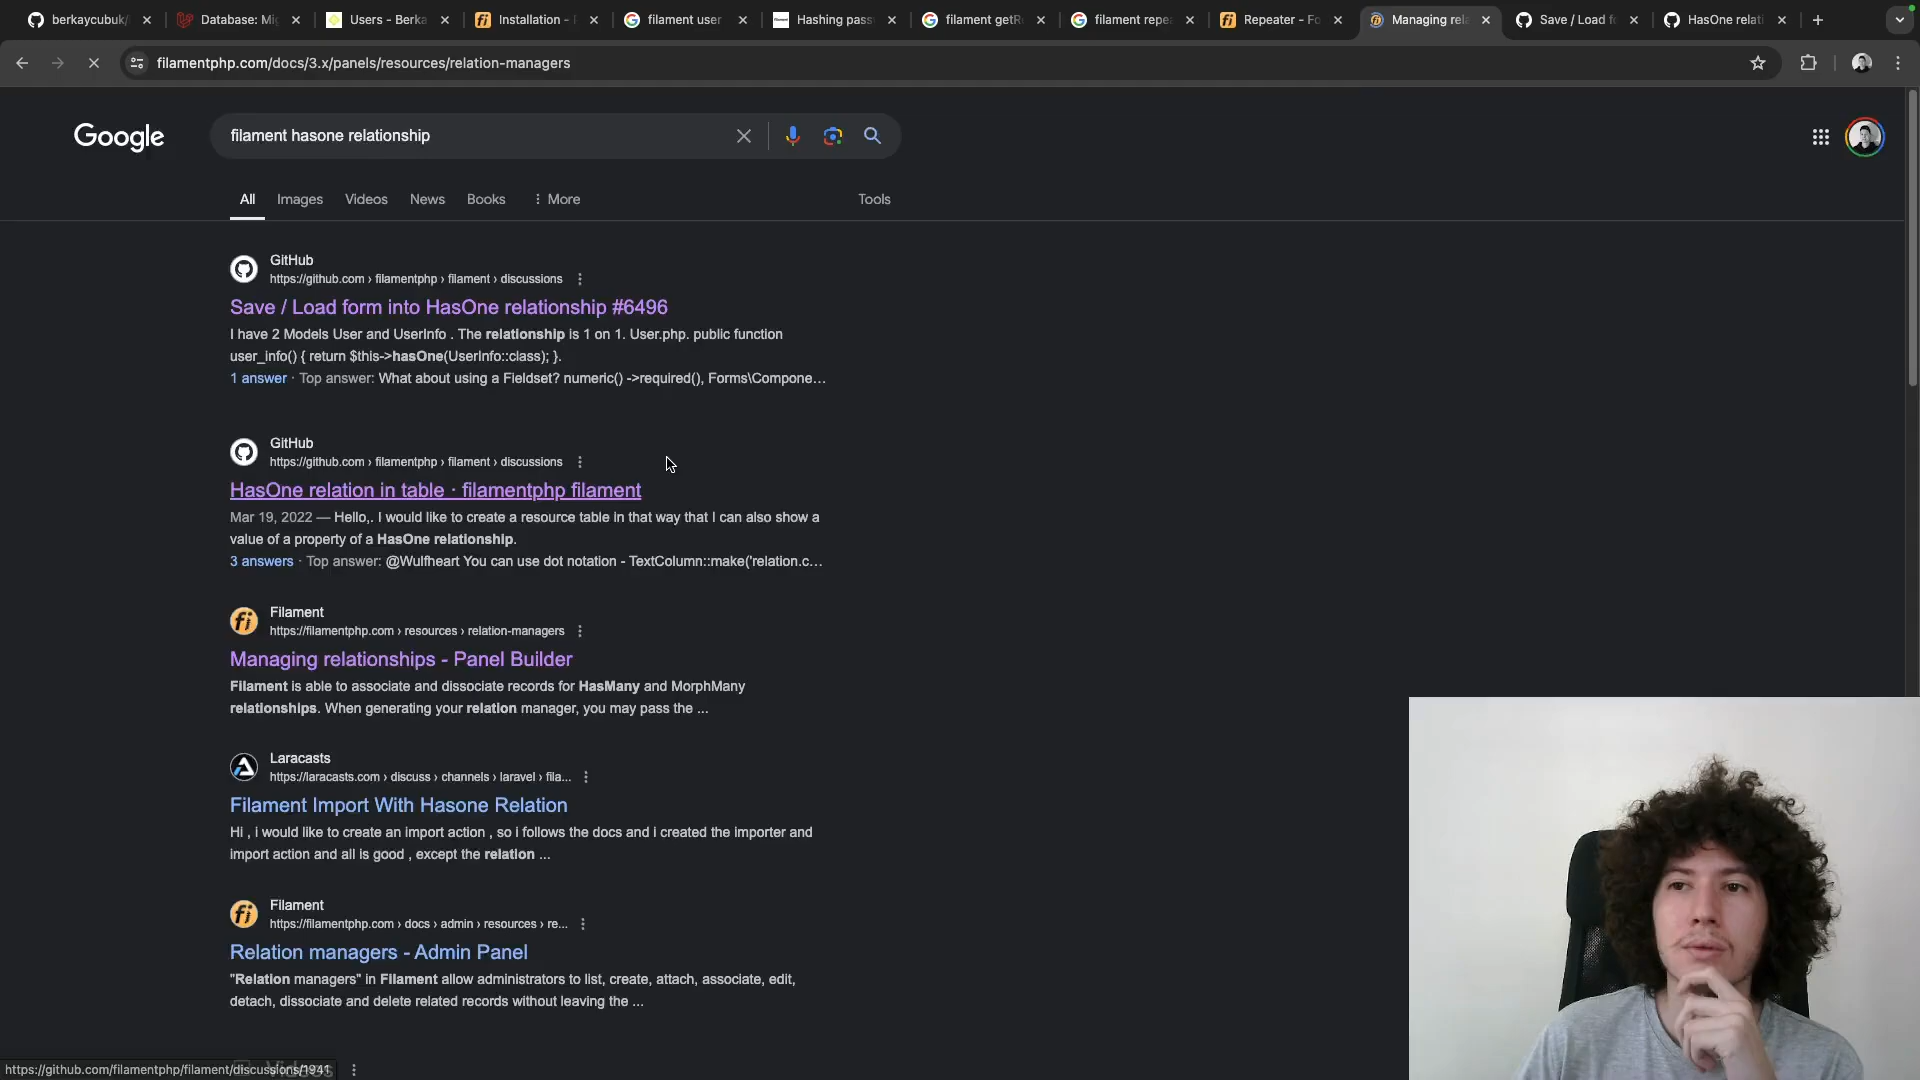 berkaycubuk/
Database: Mig
Users - Berka
Installation -
filament user
Hashing pass
filament getR
filament repe
Repeater - Fo
Managing rela
Save / Load fo
HasOne relati
filamentphp.com/docs/3.x/panels/resources/relation-managers
Google
filament hasone relationship
All
Images
Videos
News
Books
More
Tools
GitHub
https://github.com › filamentphp › filament › discussions
Save / Load form into HasOne relationship #6496
I have 2 Models User and UserInfo . The relationship is 1 on 1. User.php. public function
user_info() { return $this->hasOne(UserInfo::class); }.
1 answer · Top answer: What about using a Fieldset? numeric() ->required(), Forms\Compone...
GitHub
https://github.com › filamentphp › filament › discussions
HasOne relation in table · filamentphp filament
Mar 19, 2022 — Hello,. I would like to create a resource table in that way that I can also show a
value of a property of a HasOne relationship.
3 answers · Top answer: @Wulfheart You can use dot notation - TextColumn::make('relation.c...
Filament
https://filamentphp.com › resources › relation-managers
Managing relationships - Panel Builder
Filament is able to associate and dissociate records for HasMany and MorphMany
relationships. When generating your relation manager, you may pass the ...
Laracasts
https://laracasts.com › discuss › channels › laravel › fila...
Filament Import With Hasone Relation
Hi , i would like to create an import action , so i follows the docs and i created the importer and
import action and all is good , except the relation ...
Filament
https://filamentphp.com › docs › admin › resources › re...
Relation managers - Admin Panel
"Relation managers" in Filament allow administrators to list, create, attach, associate, edit,
detach, dissociate and delete related records without leaving the ...
Videos
https://github.com/filamentphp/filament/discussions/1941